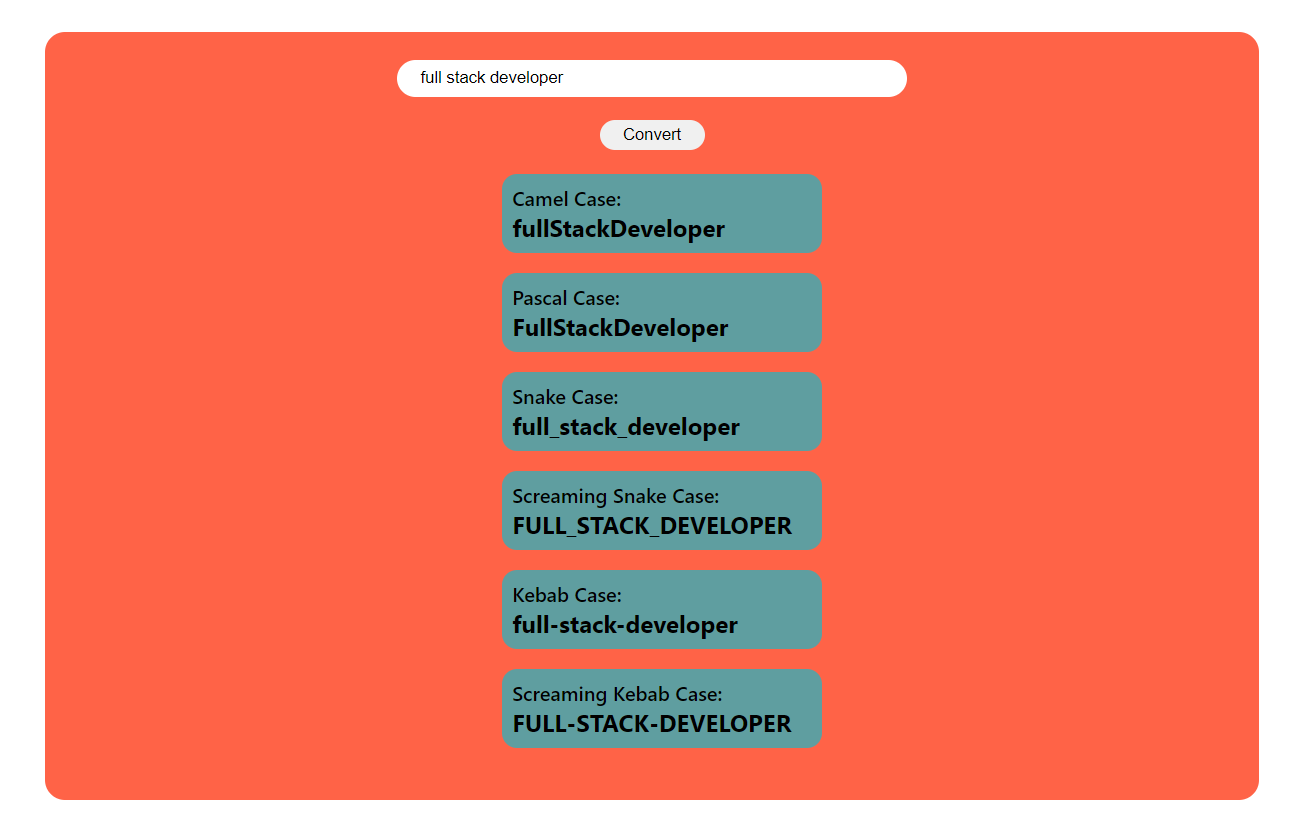 full stack developer
Convert
Camel Case:
fullStackDeveloper
Pascal Case:
FullStackDeveloper
Snake Case:
full_stack_developer
Screaming Snake Case:
FULL_STACK_DEVELOPER
Kebab Case:
full-stack-developer
Screaming Kebab Case:
FULL-STACK-DEVELOPER